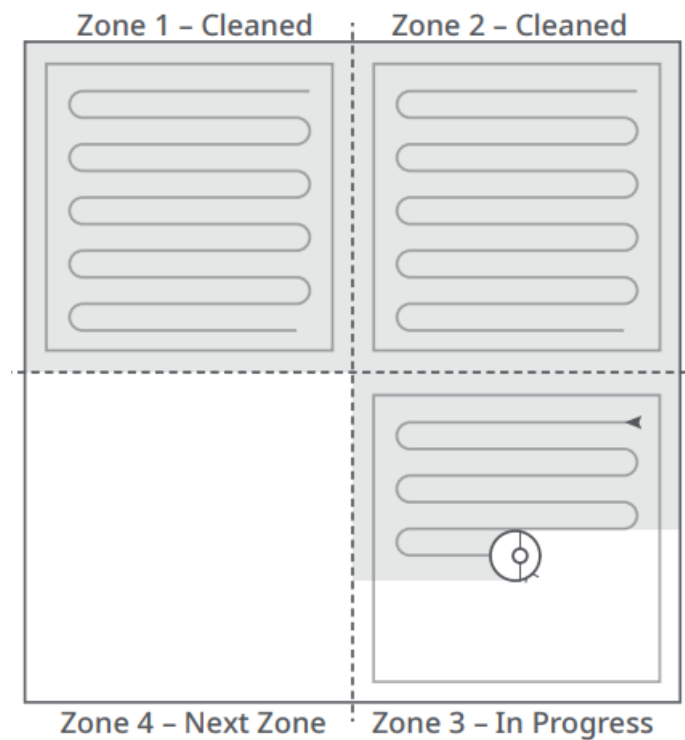 Zone 1 – Cleaned
Zone 2 – Cleaned
Zone 4 – Next Zone
Zone 3 – In Progress